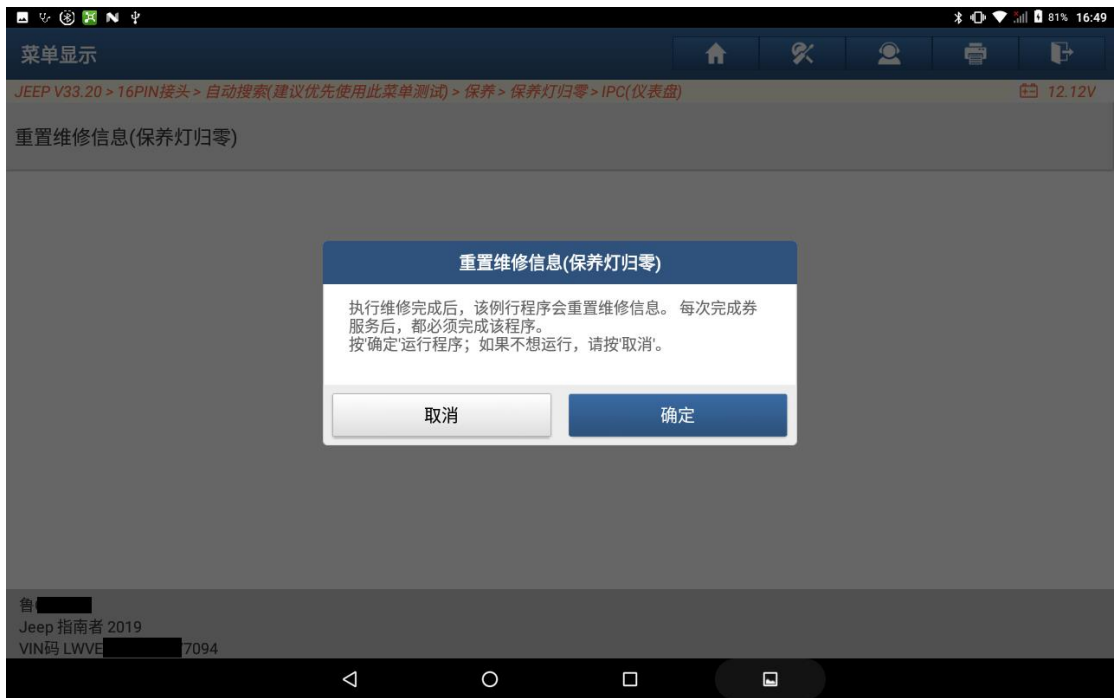 81% 16:49
菜单显示
JEEP V33.20 > 16PIN接头 > 自动搜索(建议优先使用此菜单测试) > 保养 > 保养灯归零 > IPC(仪表盘) 12.12V
重置维修信息(保养灯归零)
重置维修信息(保养灯归零)
执行维修完成后，该例行程序会重置维修信息。 每次完成券
服务后，都必须完成该程序。
按'确定'运行程序；如果不想运行，请按'取消'。
取消 确定
鲁
Jeep 指南者 2019
VIN码 LWVE 7094